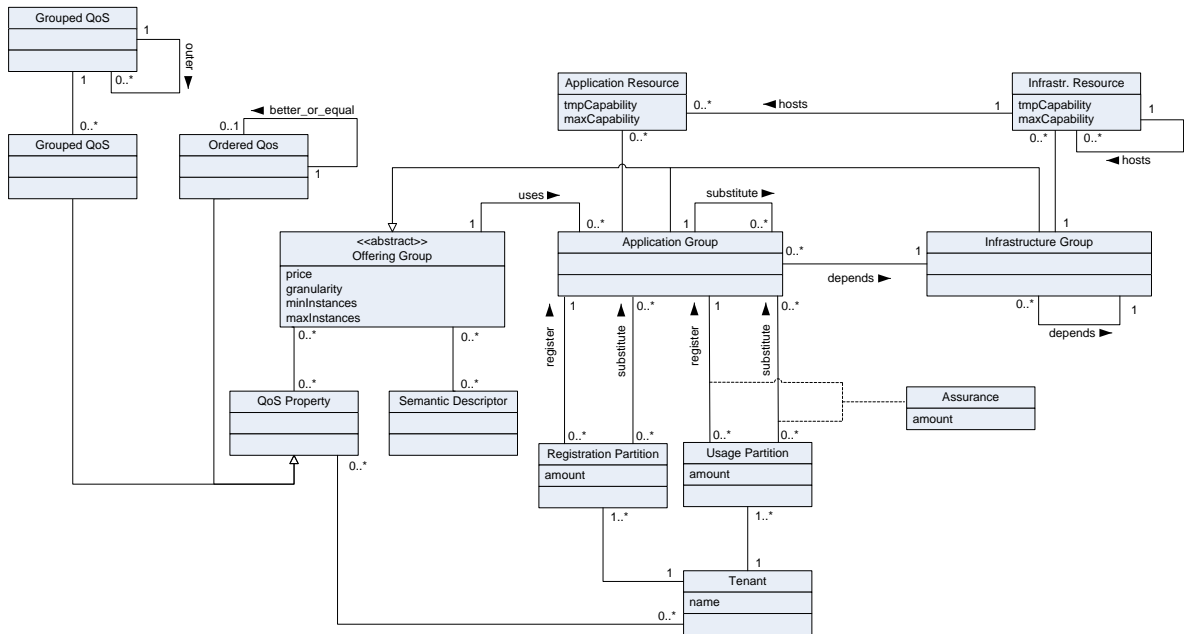 Grouped QoS
1
outer
1
0..*
0..*
Grouped QoS
better_or_equal
0..1
Ordered Qos
1
Application Resource
tmpCapability
maxCapability
0..*
hosts
1
0..*
Infrastr. Resource
tmpCapability
maxCapability
1
0..*
0..*
hosts
uses
1
0..*
substitute
1
0..*
1
<<abstract>>
Offering Group
price
granularity
minInstances
maxInstances
Application Group
0..*
1
depends
Infrastructure Group
0..*
1
depends
0..*
0..*
register
1
substitute
0..*
register
1
substitute
0..*
0..*
0..*
QoS Property
Semantic Descriptor
Assurance
amount
0..*
0..*
0..*
0..*
0..*
Registration Partition
amount
Usage Partition
amount
1..*
1..*
1
1
Tenant
name
0..*